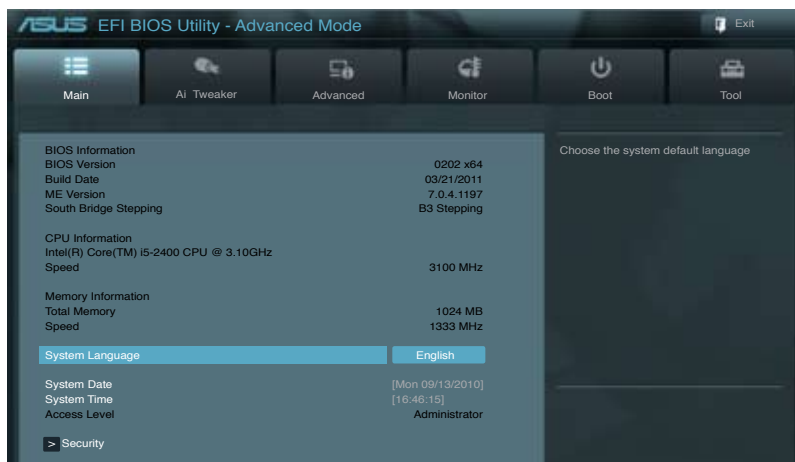 ASUS EFI BIOS Utility - Advanced Mode
Exit
Main
Ai Tweaker
Advanced
Monitor
Boot
Tool
BIOS Information
BIOS Version 0202 x64
Build Date 03/21/2011
ME Version 7.0.4.1197
South Bridge Stepping B3 Stepping
CPU Information
Intel(R) Core(TM) i5-2400 CPU @ 3.10GHz
Speed 3100 MHz
Memory Information
Total Memory 1024 MB
Speed 1333 MHz
System Language English
System Date [Mon 09/13/2010]
System Time [16:46:15]
Access Level Administrator
> Security
Choose the system default language